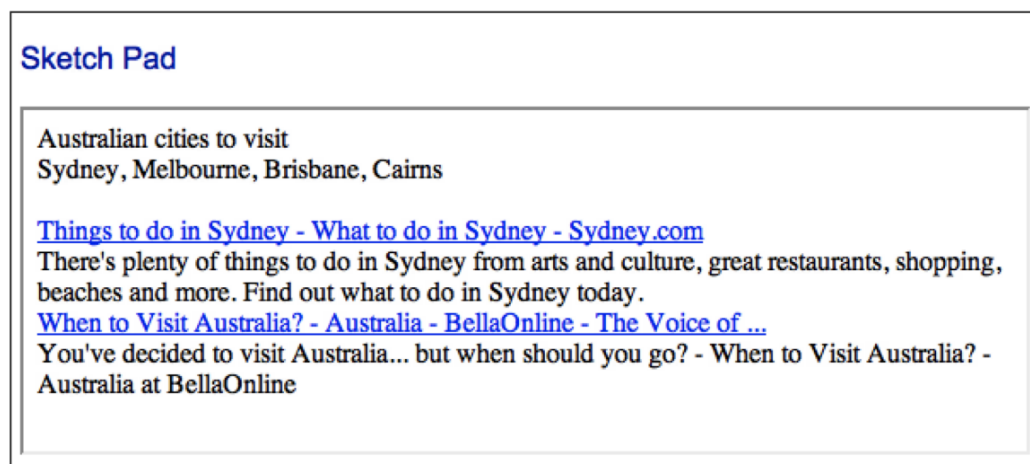 Sketch Pad
Australian cities to visit
Sydney, Melbourne, Brisbane, Cairns
Things to do in Sydney - What to do in Sydney - Sydney.com
There's plenty of things to do in Sydney from arts and culture, great restaurants, shopping,
beaches and more. Find out what to do in Sydney today.
When to Visit Australia? - Australia - BellaOnline - The Voice of ...
You've decided to visit Australia... but when should you go? - When to Visit Australia? -
Australia at BellaOnline